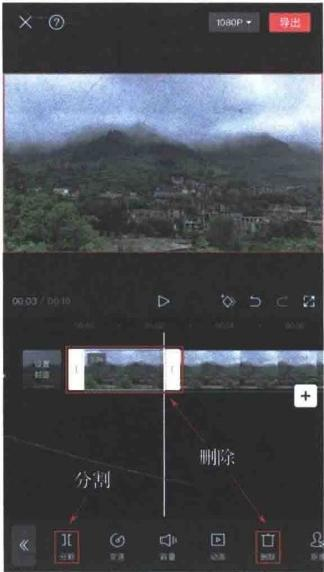 1080P
导出
00:03 / 00:10
设置
封面
分割
删除
分割
变速
音量
动画
删除